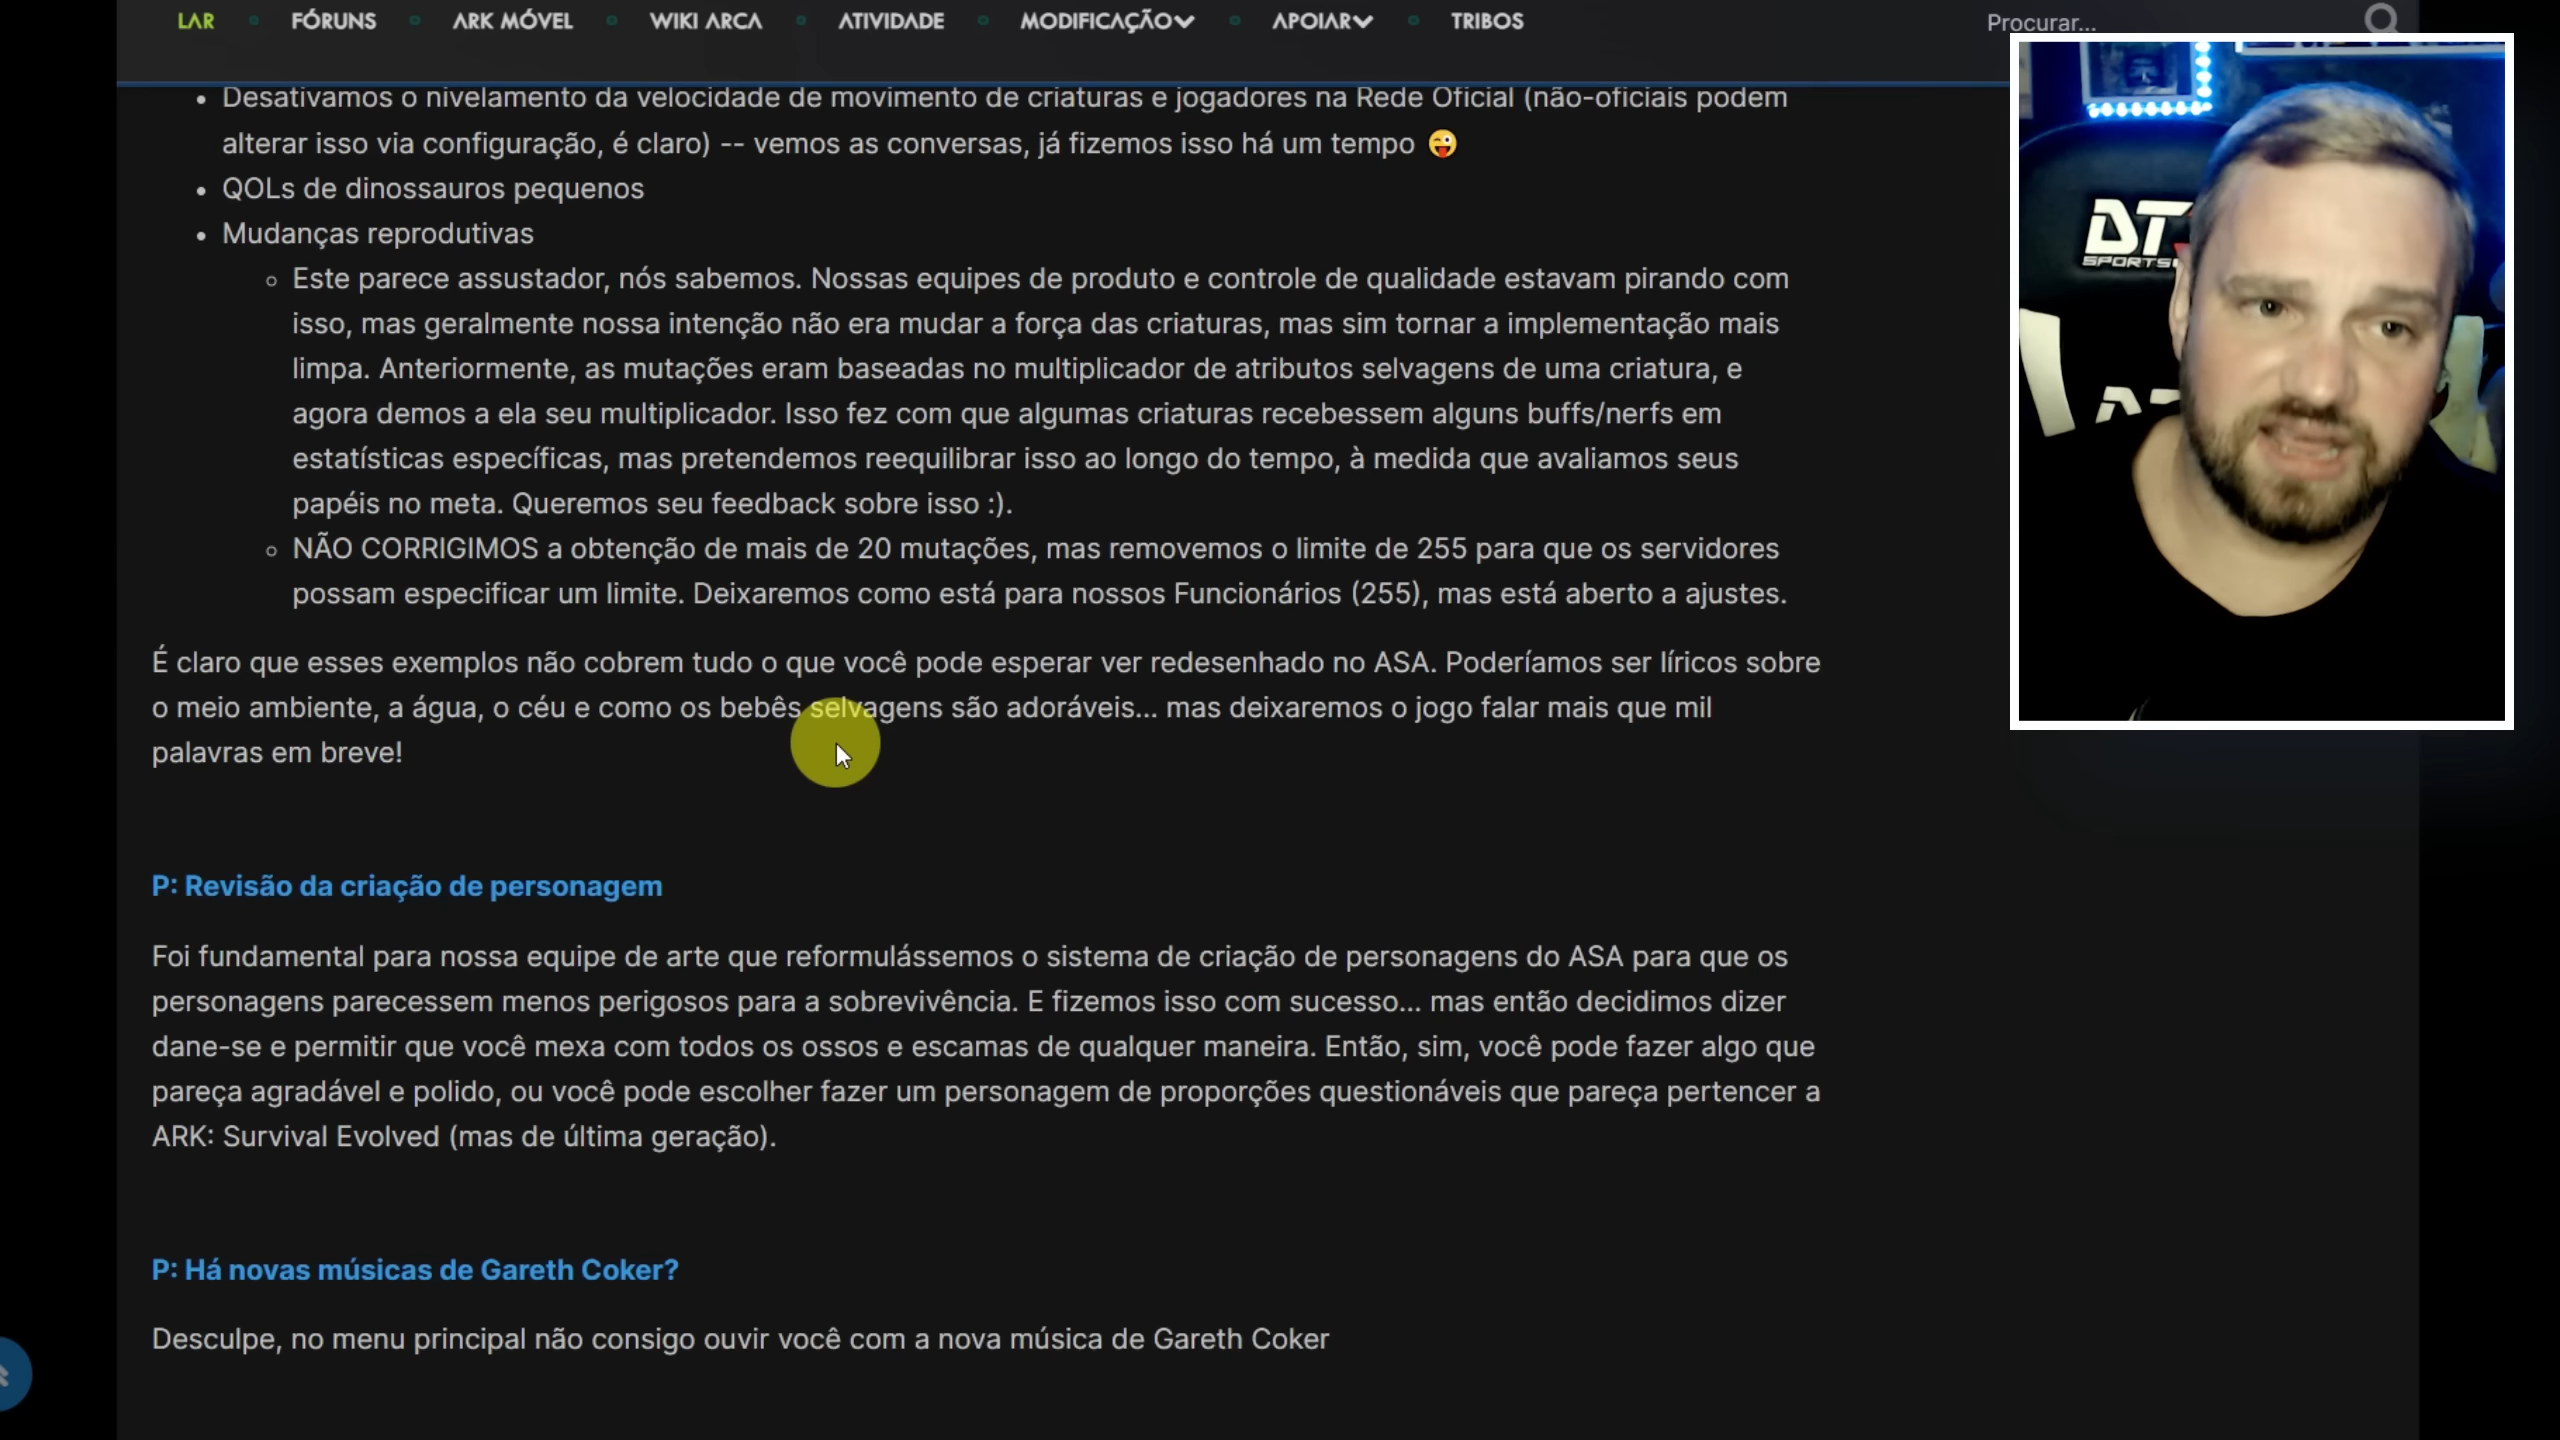 LAR FÓRUNS ARK MÓVEL WIKI ARCA ATIVIDADE MODIFICAÇÃO APOIAR TRIBOS Procurar...
• Desativamos o nivelamento da velocidade de movimento de criaturas e jogadores na Rede Oficial (não-oficiais podem
alterar isso via configuração, é claro) -- vemos as conversas, já fizemos isso há um tempo 😜
• QOLs de dinossauros pequenos
• Mudanças reprodutivas
◦ Este parece assustador, nós sabemos. Nossas equipes de produto e controle de qualidade estavam pirando com
isso, mas geralmente nossa intenção não era mudar a força das criaturas, mas sim tornar a implementação mais
limpa. Anteriormente, as mutações eram baseadas no multiplicador de atributos selvagens de uma criatura, e
agora demos a ela seu multiplicador. Isso fez com que algumas criaturas recebessem alguns buffs/nerfs em
estatísticas específicas, mas pretendemos reequilibrar isso ao longo do tempo, à medida que avaliamos seus
papéis no meta. Queremos seu feedback sobre isso :).
◦ NÃO CORRIGIMOS a obtenção de mais de 20 mutações, mas removemos o limite de 255 para que os servidores
possam especificar um limite. Deixaremos como está para nossos Funcionários (255), mas está aberto a ajustes.
É claro que esses exemplos não cobrem tudo o que você pode esperar ver redesenhado no ASA. Poderíamos ser líricos sobre
o meio ambiente, a água, o céu e como os bebês selvagens são adoráveis... mas deixaremos o jogo falar mais que mil
palavras em breve!
P: Revisão da criação de personagem
Foi fundamental para nossa equipe de arte que reformulássemos o sistema de criação de personagens do ASA para que os
personagens parecessem menos perigosos para a sobrevivência. E fizemos isso com sucesso... mas então decidimos dizer
dane-se e permitir que você mexa com todos os ossos e escamas de qualquer maneira. Então, sim, você pode fazer algo que
pareça agradável e polido, ou você pode escolher fazer um personagem de proporções questionáveis que pareça pertencer a
ARK: Survival Evolved (mas de última geração).
P: Há novas músicas de Gareth Coker?
Desculpe, no menu principal não consigo ouvir você com a nova música de Gareth Coker
DT
SPORTS